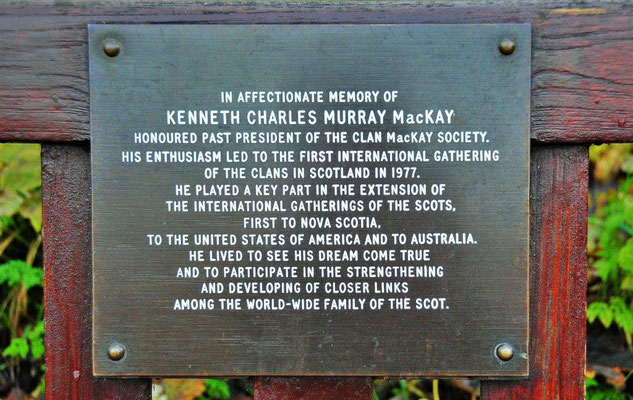 IN AFFECTIONATE MEMORY OF
KENNETH CHARLES MURRAY MacKAY
HONOURED PAST PRESIDENT OF THE CLAN MacKAY SOCIETY.
HIS ENTHUSIASM LED TO THE FIRST INTERNATIONAL GATHERING
OF THE CLANS IN SCOTLAND IN 1977.
HE PLAYED A KEY PART IN THE EXTENSION OF
THE INTERNATIONAL GATHERINGS OF THE SCOTS,
FIRST TO NOVA SCOTIA,
TO THE UNITED STATES OF AMERICA AND TO AUSTRALIA.
HE LIVED TO SEE HIS DREAM COME TRUE
AND TO PARTICIPATE IN THE STRENGTHENING
AND DEVELOPING OF CLOSER LINKS
AMONG THE WORLD-WIDE FAMILY OF THE SCOT.